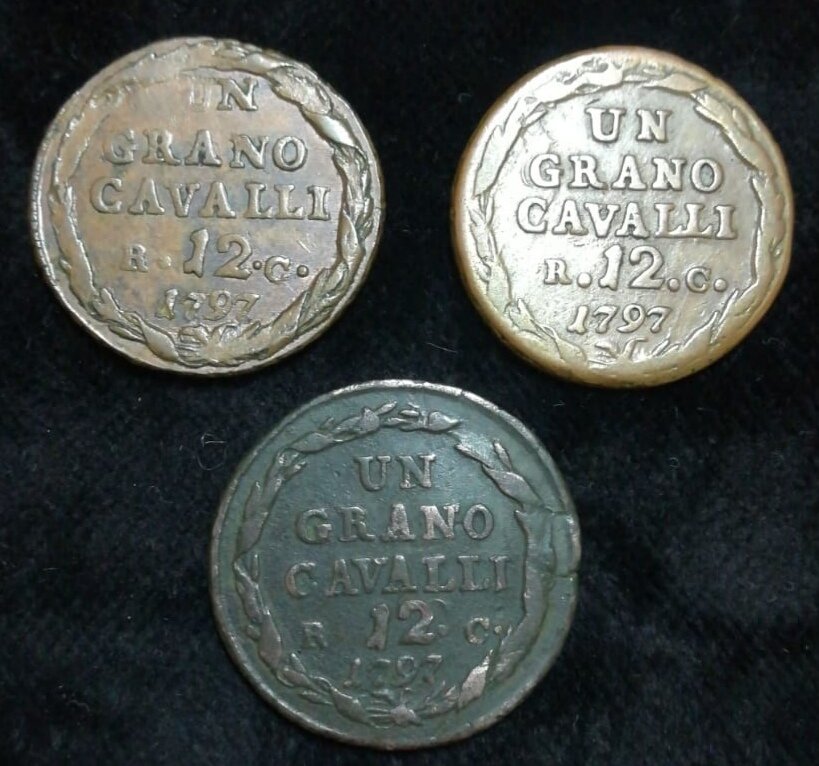 UN
GRANO
CAVALLI
R. 12. C.
1797
UN
GRANO
CAVALLI
R. 12. C.
1797
UN
GRANO
CAVALLI
R 12. C.
1797